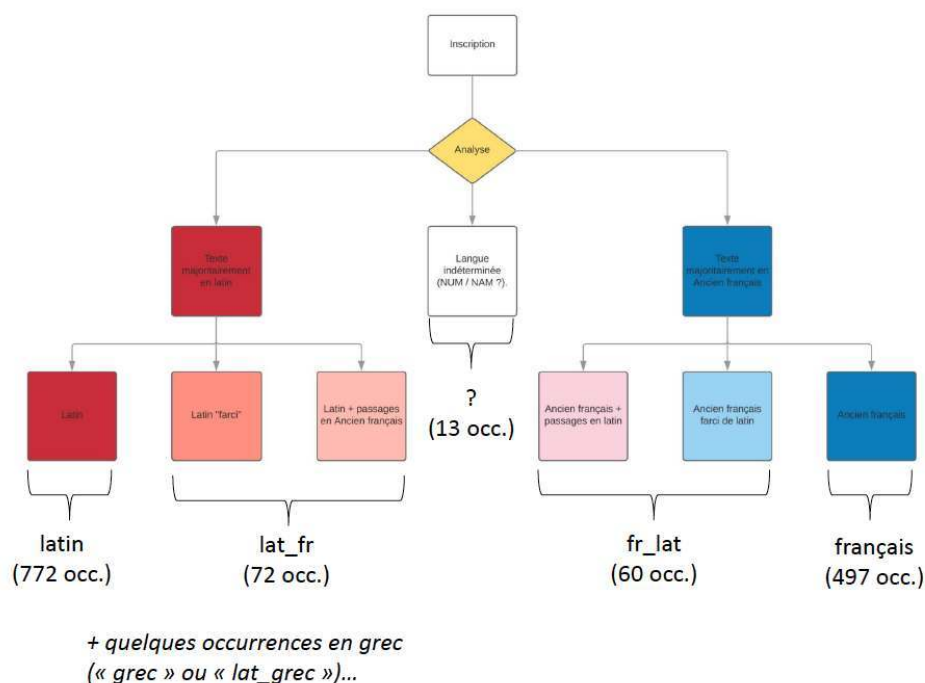 Inscription
Analyse
Texte
majoritairement
en latin
Langue
indéterminée
(NUM / NAM ?).
Texte
majoritairement en
Ancien français
Latin
Latin "farci"
Latin + passages
en Ancien français
?
(13 occ.)
Ancien français +
passages en latin
Ancien français
farci de latin
Ancien français
latin
(772 occ.)
lat_fr
(72 occ.)
fr_lat
(60 occ.)
français
(497 occ.)
+ quelques occurrences en grec
(« grec » ou « lat_grec »)...